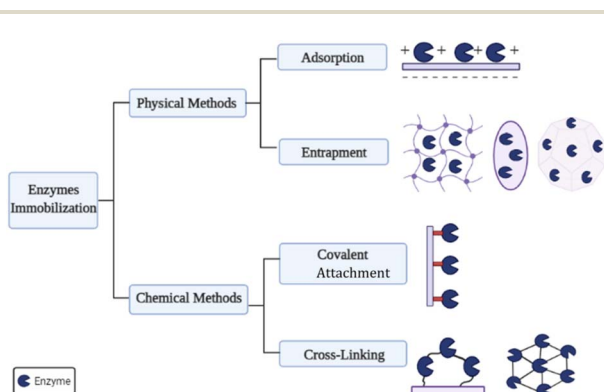 Adsorption
+ + + +
Physical Methods
Entrapment
Enzymes
Immobilization
Covalent
Attachment
Chemical Methods
Cross-Linking
Enzyme